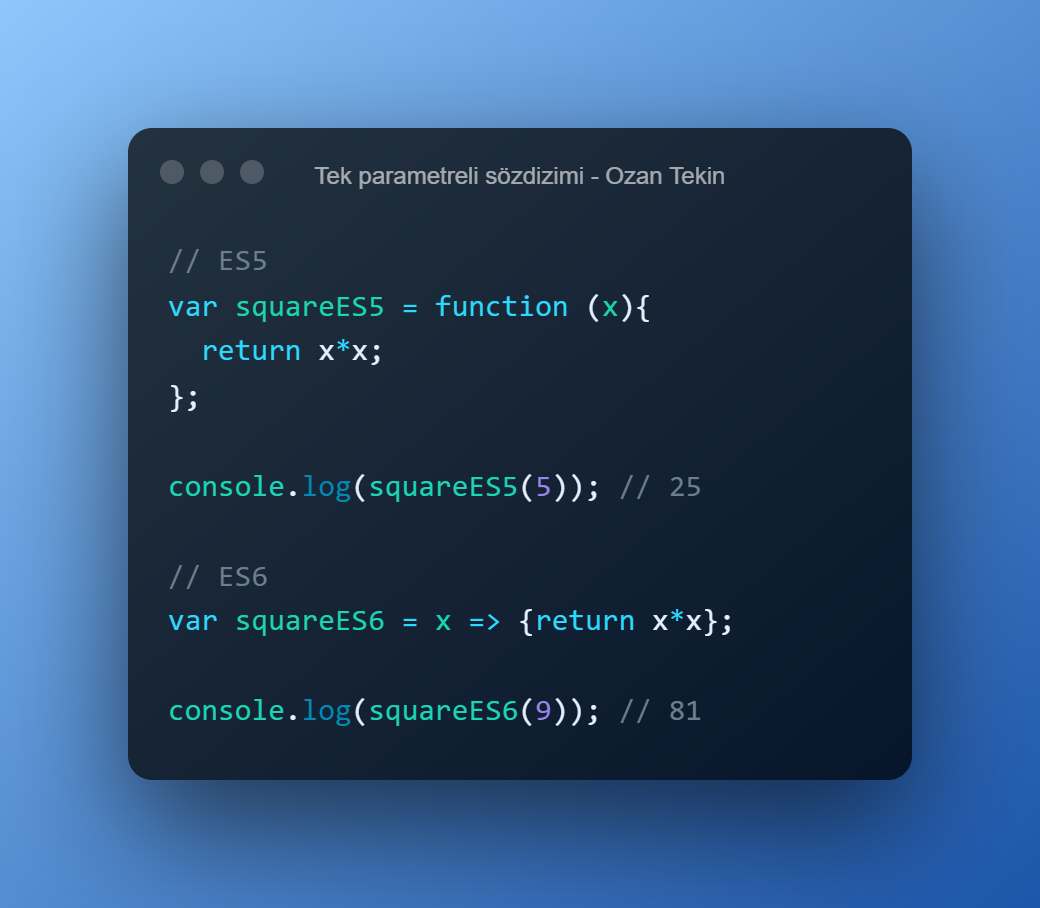 Tek parametreli sözdizimi - Ozan Tekin
// ES5
var squareES5 = function (x){
  return x*x;
};
console.log(squareES5(5)); // 25
// ES6
var squareES6 = x => {return x*x};
console.log(squareES6(9)); // 81